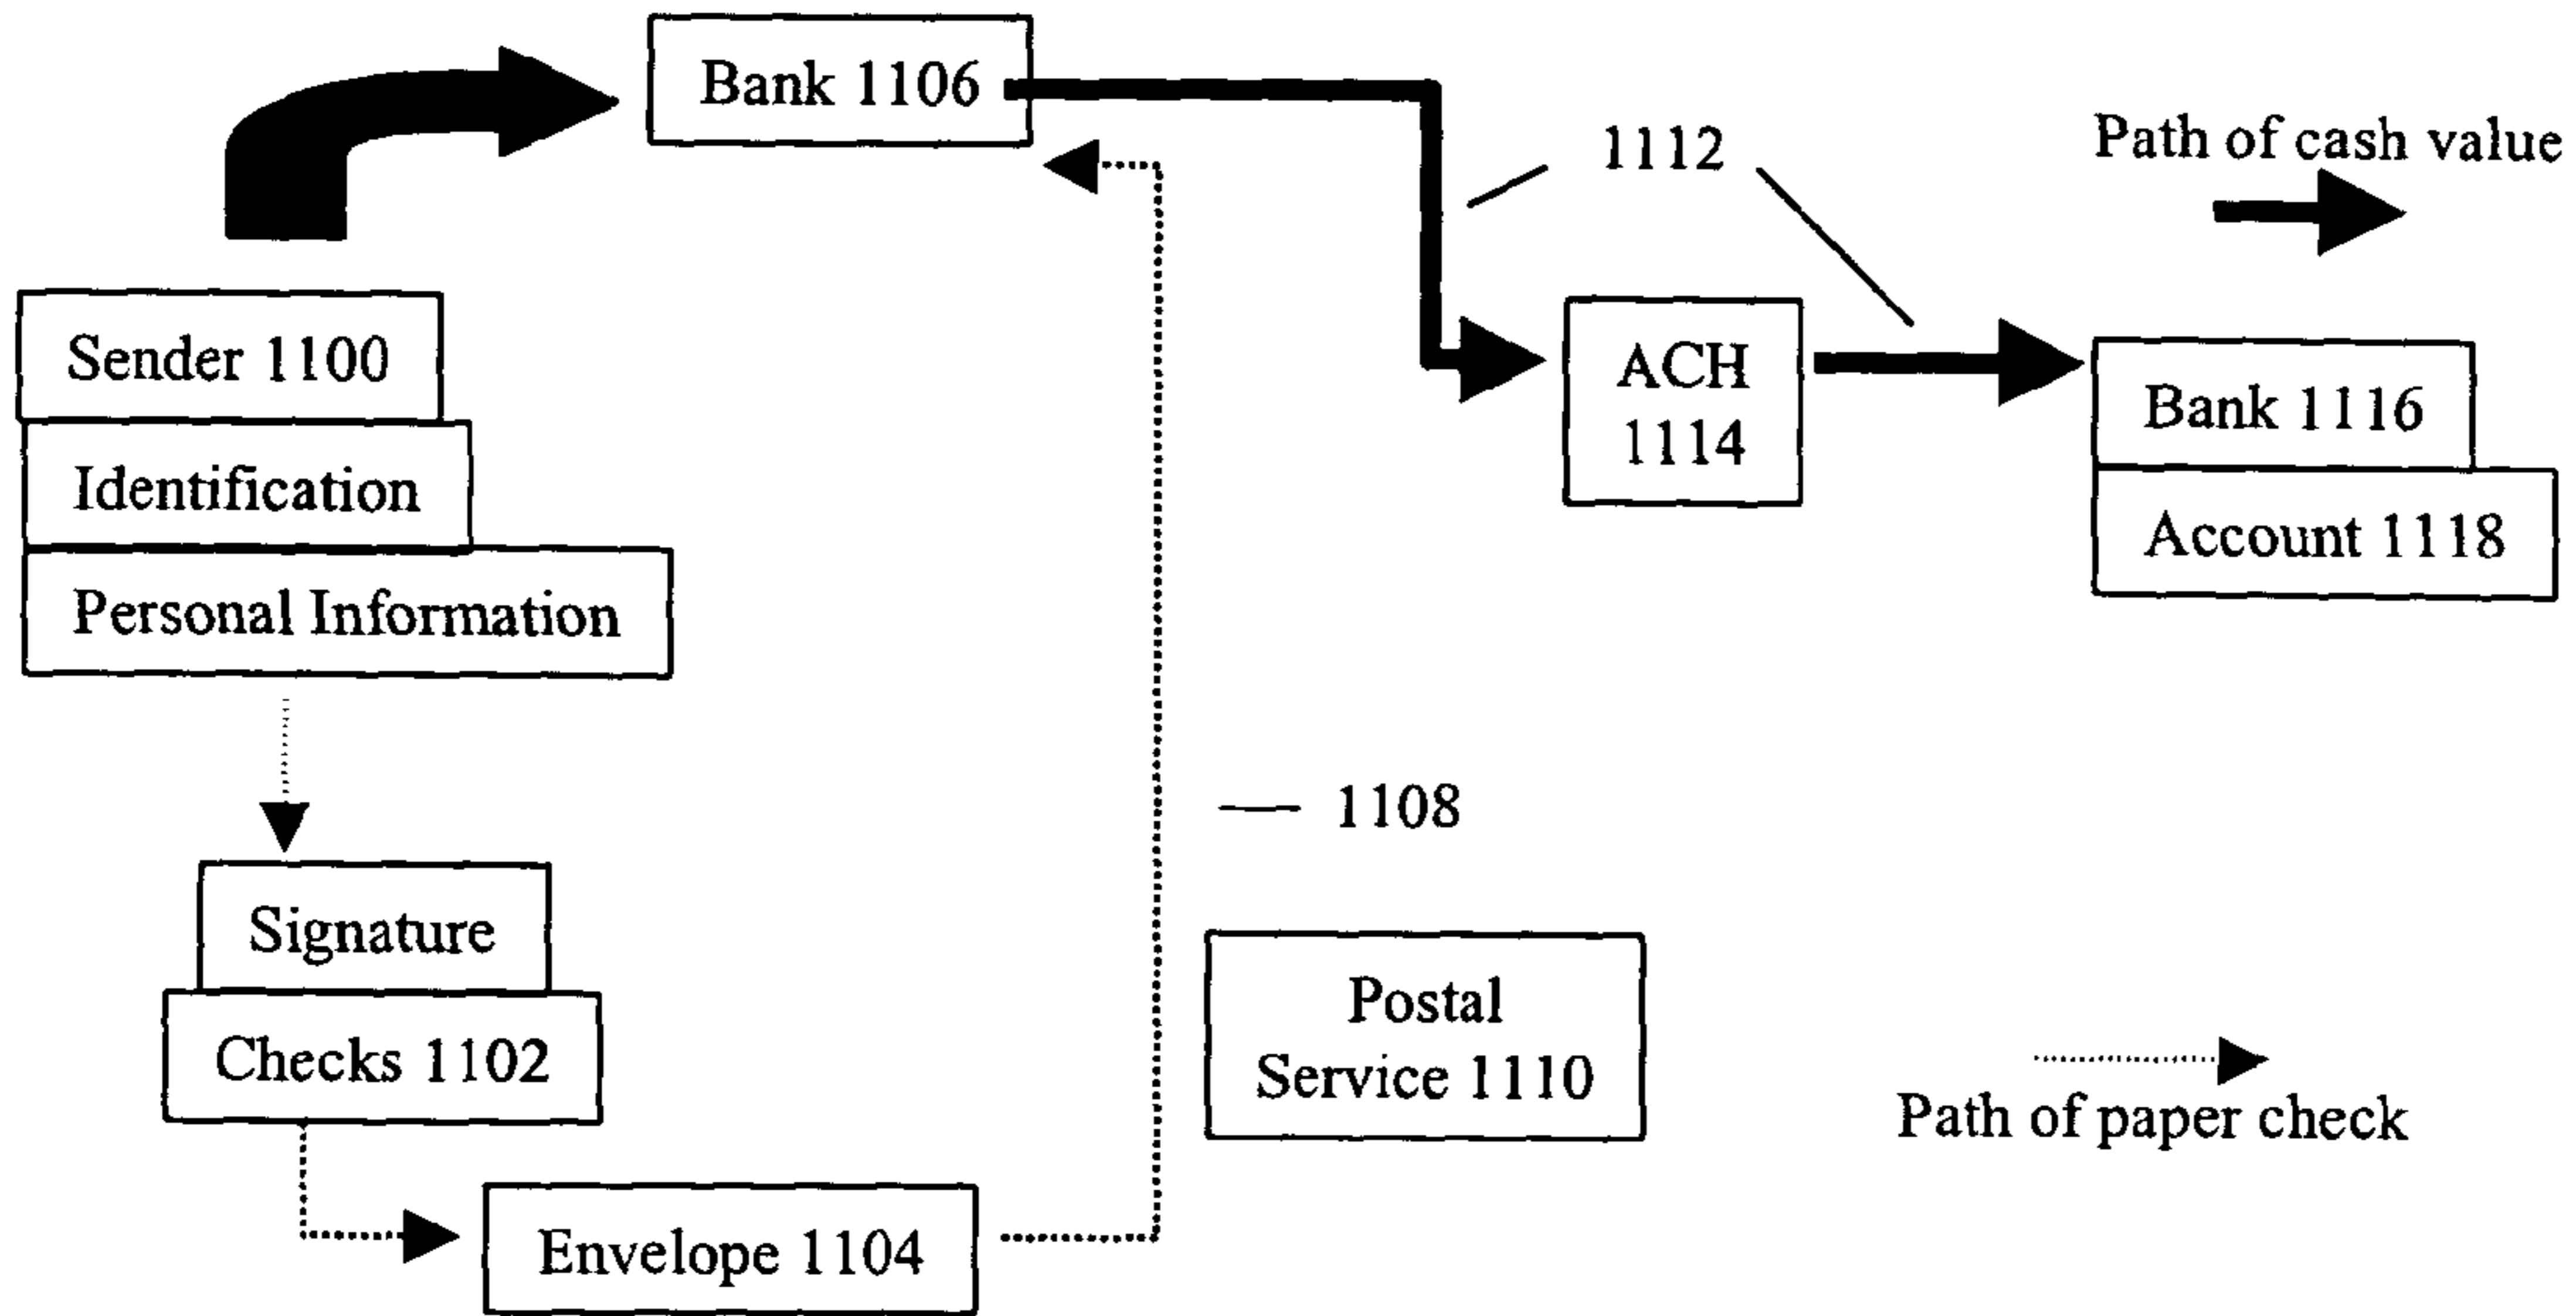 Bank 1106
1112
Path of cash value
Sender 1100
Identification
Personal Information
ACH
1114
Bank 1116
Account 1118
1108
Signature
Checks 1102
Postal
Service 1110
Path of paper check
Envelope 1104